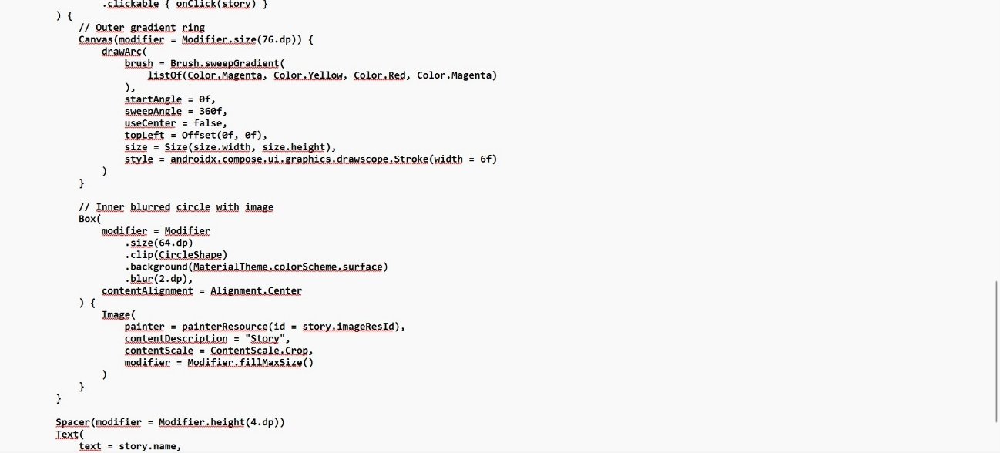 .clickable { onClick(story) }
) {
// Outer gradient ring
Canvas(modifier = Modifier.size(76.dp)) {
drawArc(
brush = Brush.sweepGradient(
listOf(Color.Magenta, Color.Yellow, Color.Red, Color.Magenta)
),
startAngle = 0f,
sweepAngle = 360f,
useCenter = false,
topLeft = Offset(0f, 0f),
size = Size(size.width, size.height),
style = androidx.compose.ui.graphics.drawscope.Stroke(width = 6f)
)
}
// Inner blurred circle with image
Box(
modifier = Modifier
.size(64.dp)
.clip(CircleShape)
.background(MaterialTheme.colorScheme.surface)
.blur(2.dp),
contentAlignment = Alignment.Center
) {
Image(
painter = painterResource(id = story.imageResId),
contentDescription = "Story",
contentScale = ContentScale.Crop,
modifier = Modifier.fillMaxSize()
)
}
}
Spacer(modifier = Modifier.height(4.dp))
Text(
text = story.name,